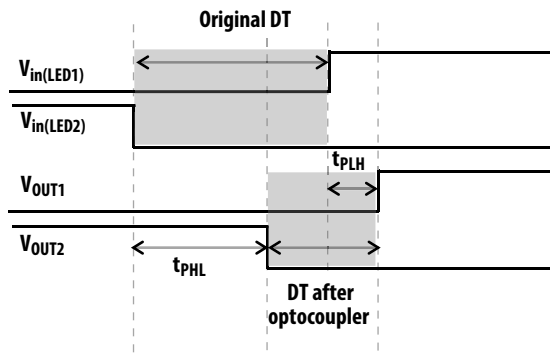 Original DT
Vin(LED1)
Vin(LED2)
tPLH
VOUT1
VOUT2
tPHL
DT after
optocoupler